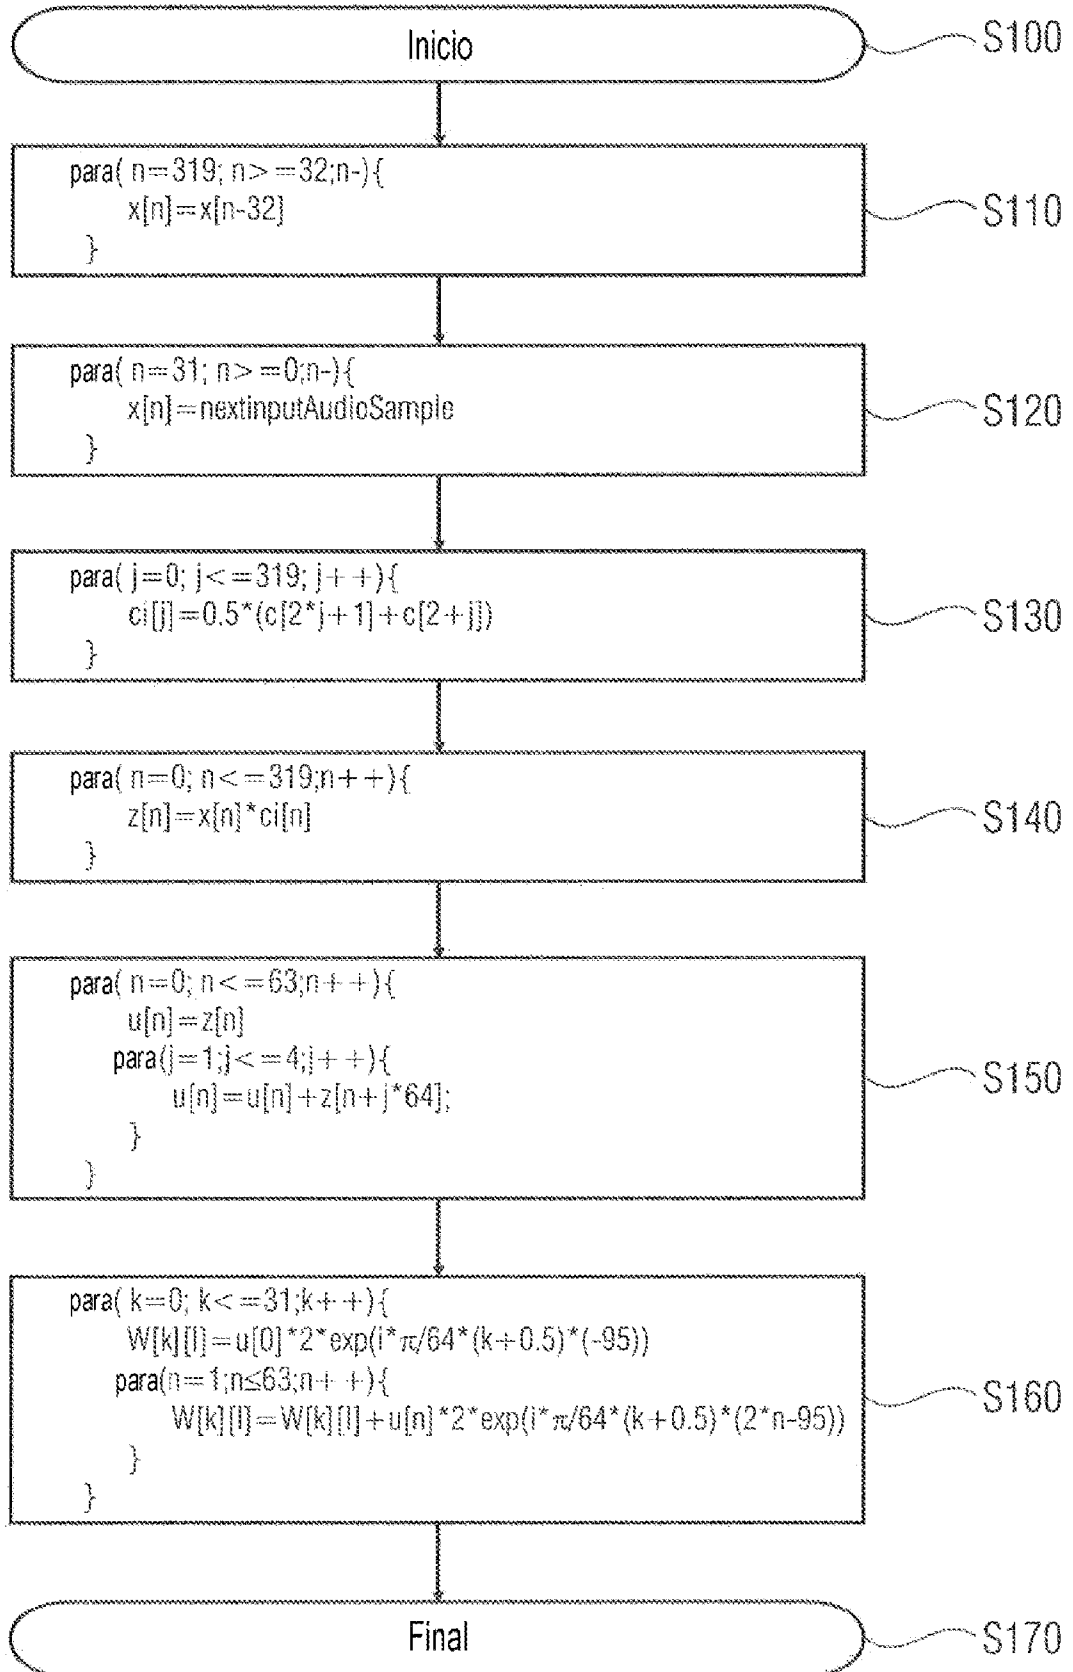 Inicio
S100
para( n=319; n>=32;n-){
x[n]=x[n-32]
}
S110
para( n=31; n>=0;n-){
x[n]=nextinputAudioSample
}
S120
para( j=0; j<=319; j++){
ci[j]=0.5*(c[2*j+1]+c[2+j])
}
S130
para( n=0; n<=319;n++){
z[n]=x[n]*ci[n]
}
S140
para( n=0; n<=63;n++){
u[n]=z[n]
para(j=1;j<=4;j++){
u[n]=u[n]+z[n+j*64];
}
}
S150
para( k=0; k<=31;k++){
W[k][l]=u[0]*2*exp(i*π/64*(k+0.5)*(-95))
para(n=1;n≤63;n++){
W[k][l]=W[k][l]+u[n]*2*exp(i*π/64*(k+0.5)*(2*n-95))
}
}
S160
Final
S170